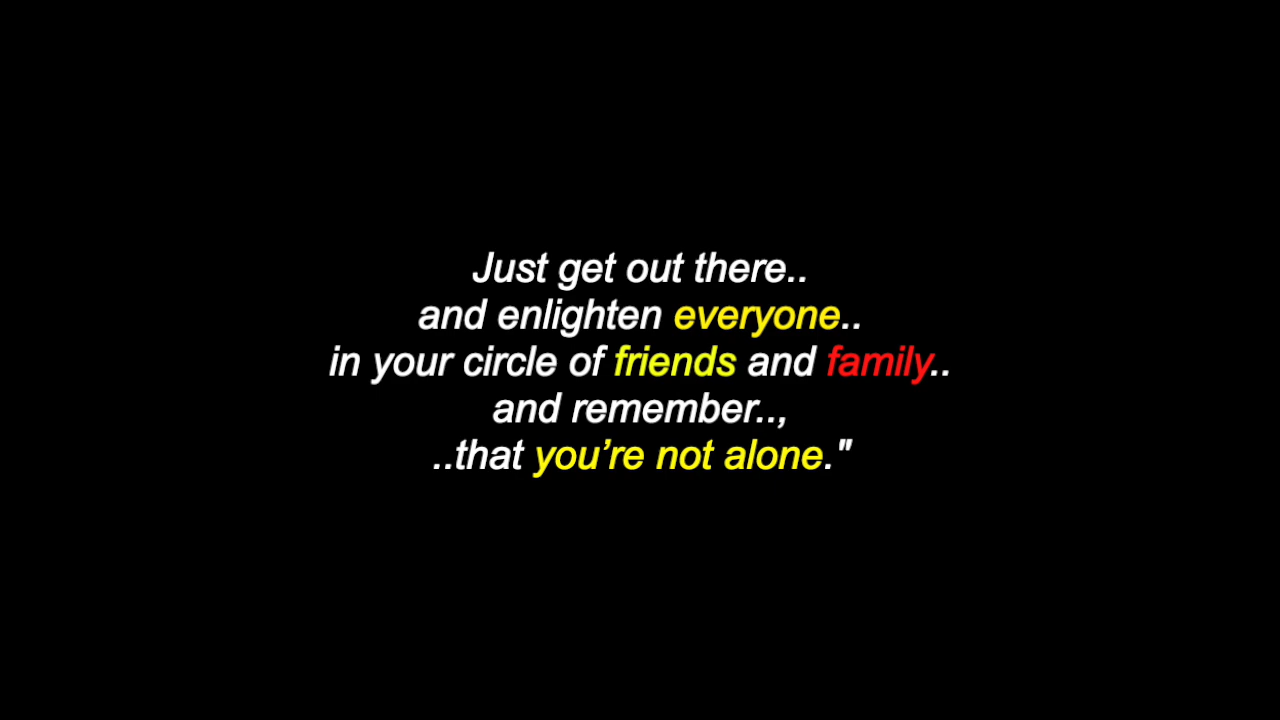 Just get out there..
and enlighten everyone..
in your circle of friends and family..
and remember..,
..that you’re not alone."